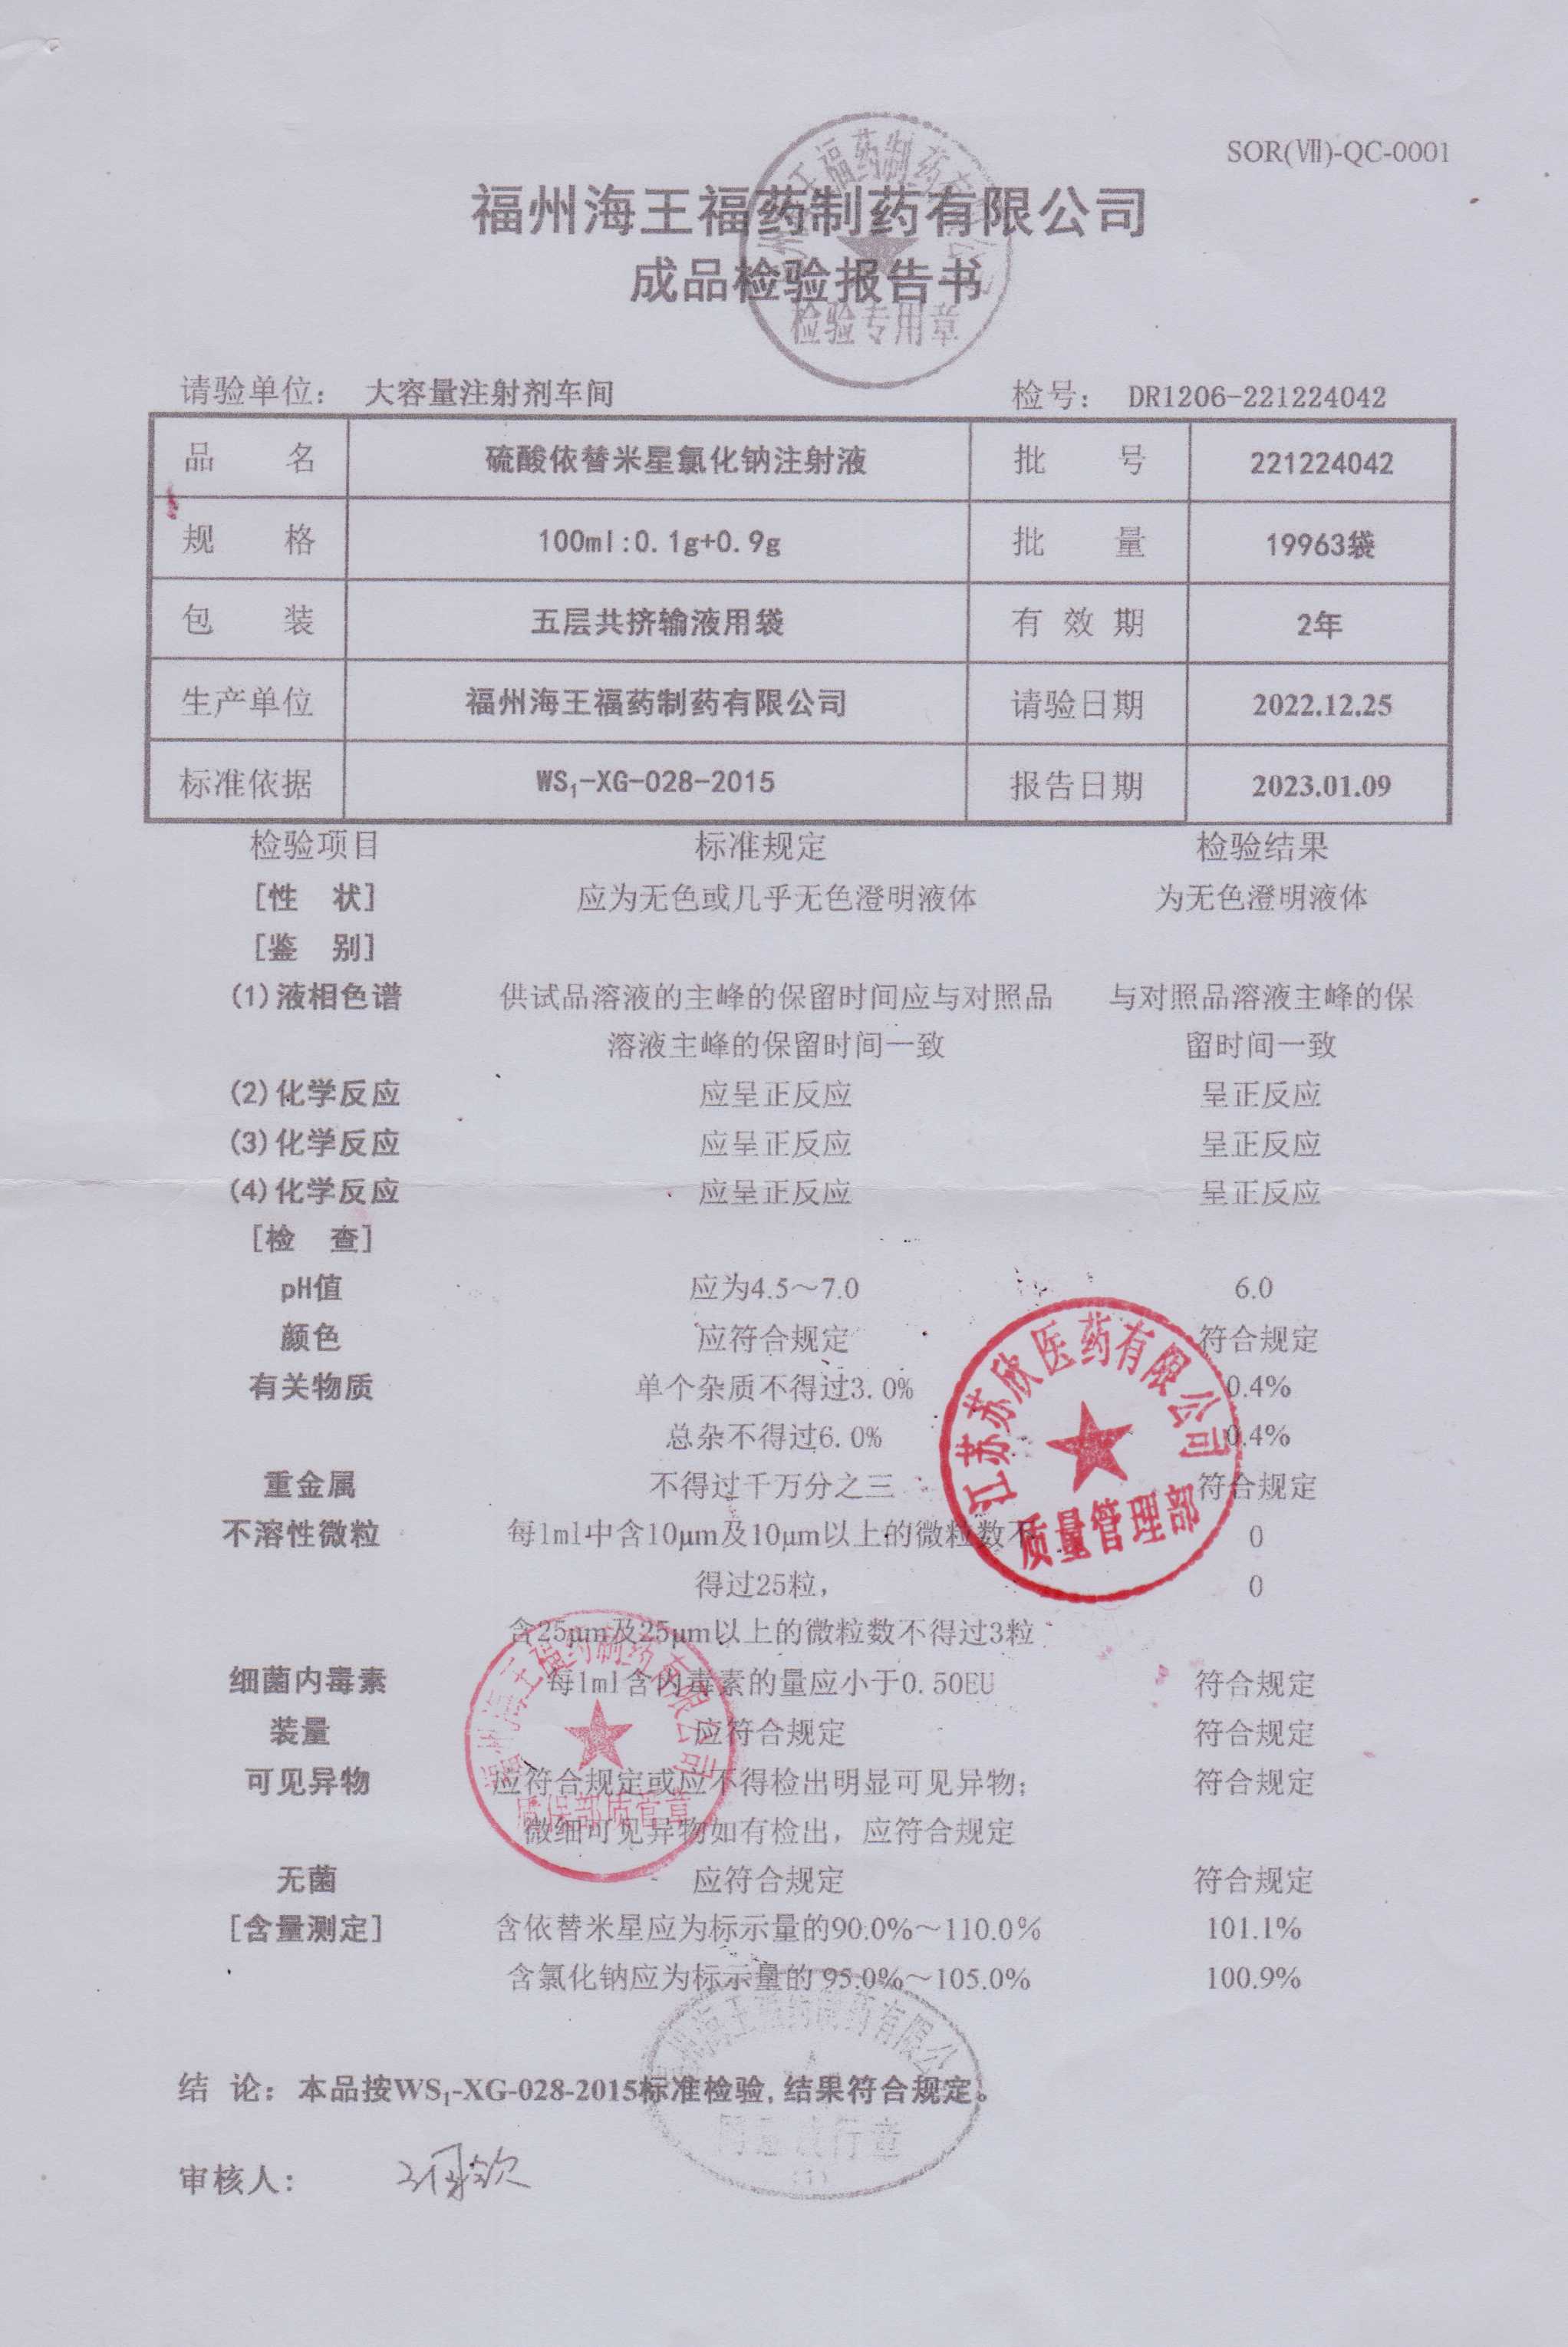 SOR(Ⅶ)-QC-0001
福州海王福药制药有限公司
成品检验报告书
检验专用章
请验单位: 大容量注射剂车间 检号: DR1206-221224042
品 名 硫酸依替米星氯化钠注射液 批 号 221224042
规 格 100ml:0.1g+0.9g 批 量 19963袋
包 装 五层共挤输液用袋 有 效 期 2年
生产单位 福州海王福药制药有限公司 请验日期 2022.12.25
标准依据 WS₁-XG-028-2015 报告日期 2023.01.09
检验项目 标准规定 检验结果
[性 状] 应为无色或几乎无色澄明液体 为无色澄明液体
[鉴 别]
(1)液相色谱 供试品溶液的主峰的保留时间应与对照品 与对照品溶液主峰的保
溶液主峰的保留时间一致 留时间一致
(2)化学反应 应呈正反应 呈正反应
(3)化学反应 应呈正反应 呈正反应
(4)化学反应 应呈正反应 呈正反应
[检 查]
pH值 应为4.5～7.0 6.0
颜色 应符合规定 符合规定
有关物质 单个杂质不得过3.0% 0.4%
总杂不得过6.0% 0.4%
重金属 不得过千万分之三 符合规定
不溶性微粒 每1ml中含10μm及10μm以上的微粒数不 0
得过25粒, 0
含25μm及25μm以上的微粒数不得过3粒
细菌内毒素 每1ml含内毒素的量应小于0.50EU 符合规定
装量 应符合规定 符合规定
可见异物 应符合规定或应不得检出明显可见异物; 符合规定
微细可见异物如有检出，应符合规定
无菌 应符合规定 符合规定
[含量测定] 含依替米星应为标示量的90.0%～110.0% 101.1%
含氯化钠应为标示量的 95.0%～105.0% 100.9%
江苏苏欣医药有限公司
质量管理部
福州海王福药制药有限公司
质保部质管章
结 论: 本品按WS₁-XG-028-2015标准检验,结果符合规定。
审核人: